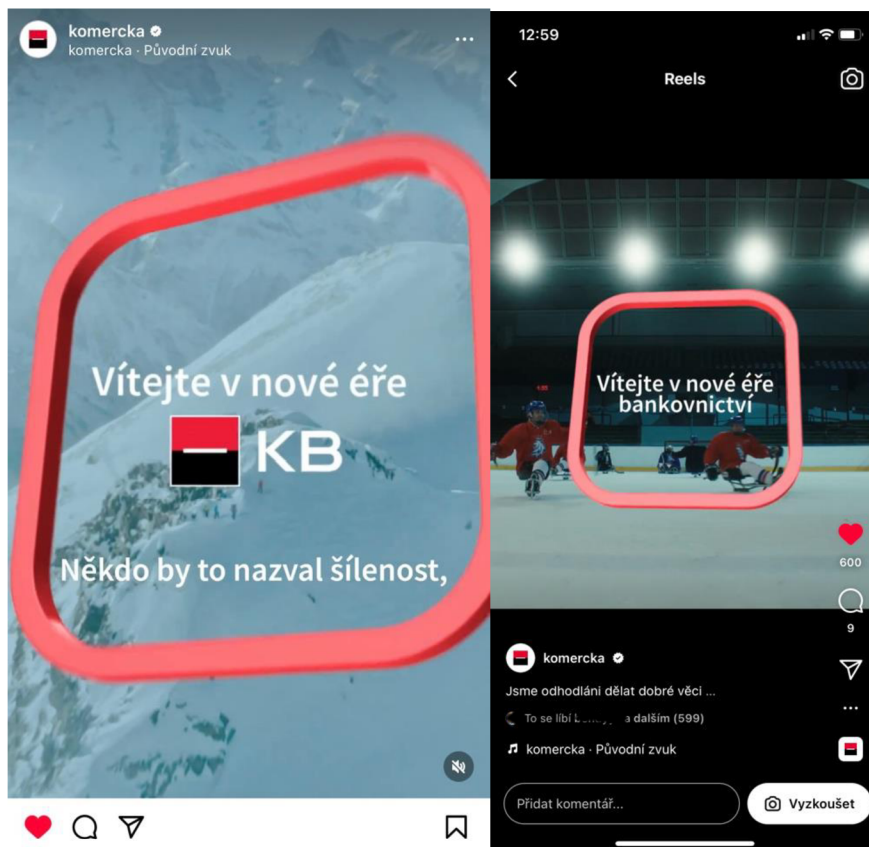 komercka
komercka · Původní zvuk
Vítejte v nové éře
KB
Někdo by to nazval šílenost,
12:59
Reels
Vítejte v nové éře
bankovnictví
600
9
komercka
Jsme odhodláni dělat dobré věci ...
To se líbí a dalším (599)
komercka · Původní zvuk
Přidat komentář...
Vyzkoušet